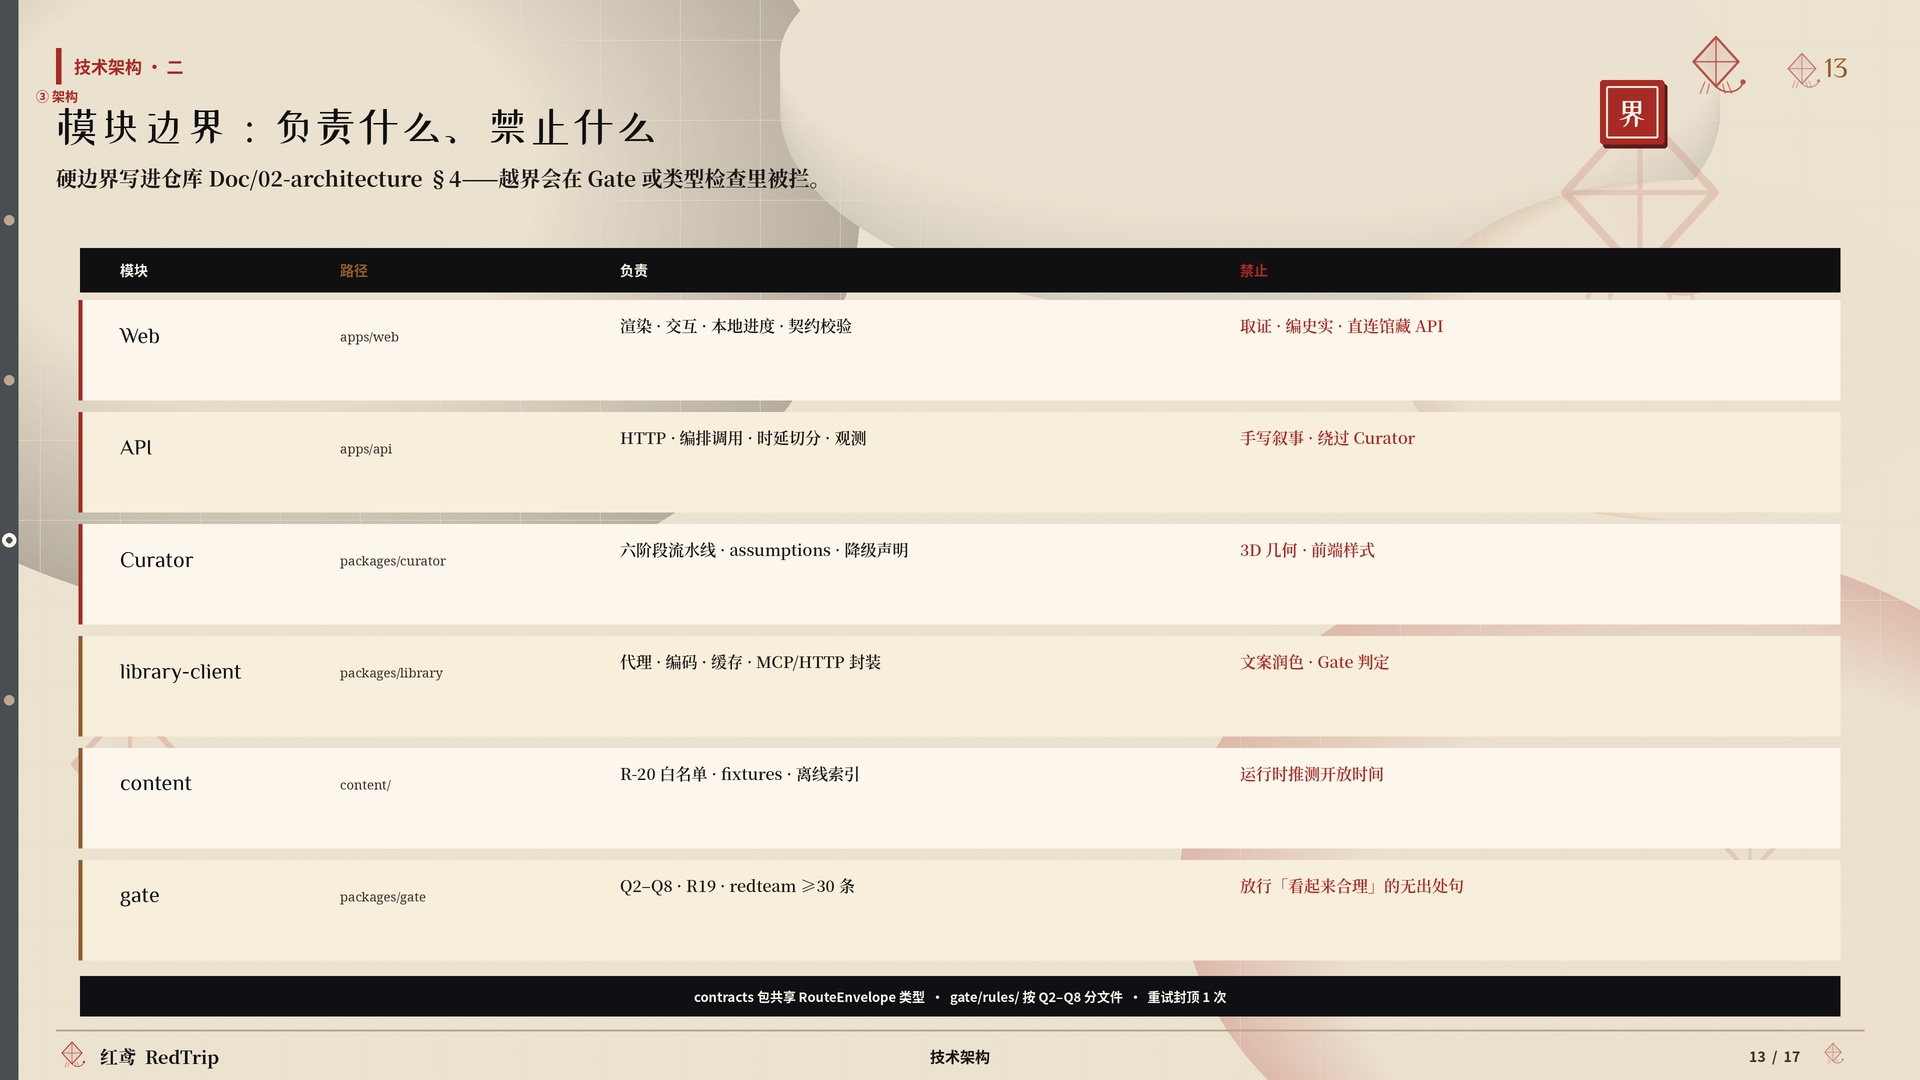 技术架构 · 二
13
③ 架构
界
模块边界：负责什么、禁止什么
硬边界写进仓库 Doc/02-architecture §4——越界会在 Gate 或类型检查里被拦。
模块 路径 负责 禁止
Web apps/web 渲染 · 交互 · 本地进度 · 契约校验 取证 · 编史实 · 直连馆藏 API
API apps/api HTTP · 编排调用 · 时延切分 · 观测 手写叙事 · 绕过 Curator
Curator packages/curator 六阶段流水线 · assumptions · 降级声明 3D 几何 · 前端样式
library-client packages/library 代理 · 编码 · 缓存 · MCP/HTTP 封装 文案润色 · Gate 判定
content content/ R-20 白名单 · fixtures · 离线索引 运行时推测开放时间
gate packages/gate Q2–Q8 · R19 · redteam ≥30 条 放行「看起来合理」的无出处句
contracts 包共享 RouteEnvelope 类型 · gate/rules/ 按 Q2–Q8 分文件 · 重试封顶 1 次
红鸢 RedTrip 技术架构 13 / 17